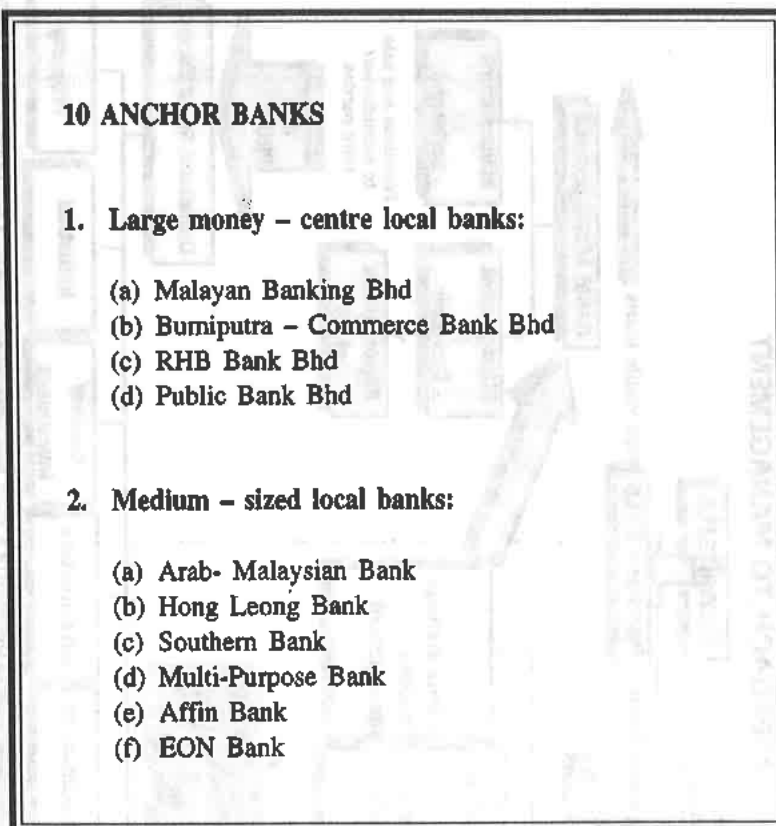 10 ANCHOR BANKS
1. Large money – centre local banks:
(a) Malayan Banking Bhd
(b) Bumiputra – Commerce Bank Bhd
(c) RHB Bank Bhd
(d) Public Bank Bhd
2. Medium – sized local banks:
(a) Arab- Malaysian Bank
(b) Hong Leong Bank
(c) Southern Bank
(d) Multi-Purpose Bank
(e) Affin Bank
(f) EON Bank